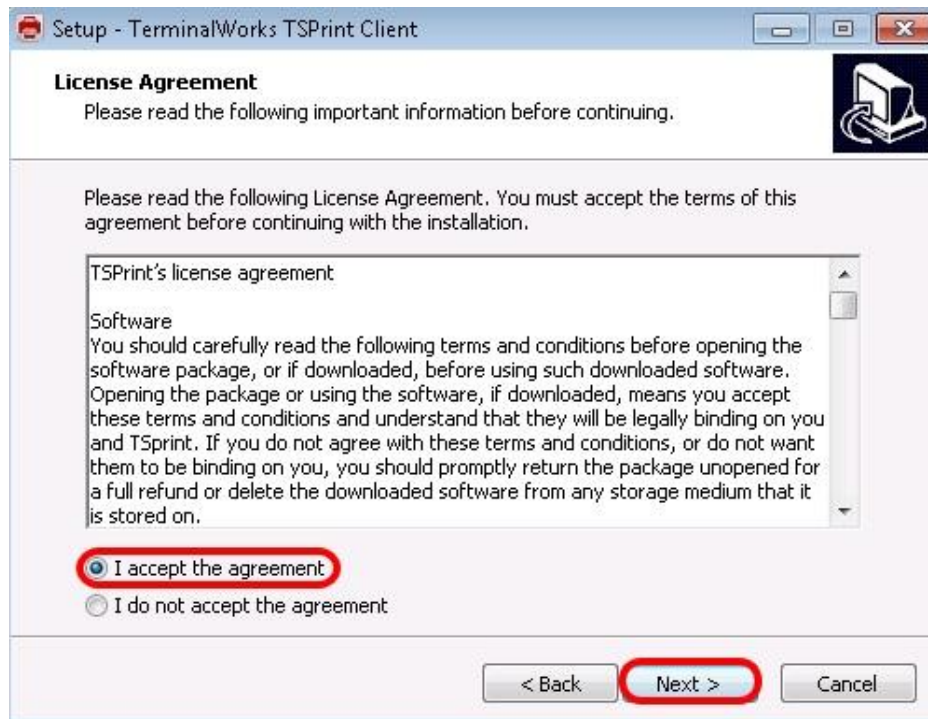 Setup - TerminalWorks TSPrint Client
License Agreement
Please read the following important information before continuing.
Please read the following License Agreement. You must accept the terms of this
agreement before continuing with the installation.
TSPrint's license agreement
Software
You should carefully read the following terms and conditions before opening the
software package, or if downloaded, before using such downloaded software.
Opening the package or using the software, if downloaded, means you accept
these terms and conditions and understand that they will be legally binding on you
and TSprint. If you do not agree with these terms and conditions, or do not want
them to be binding on you, you should promptly return the package unopened for
a full refund or delete the downloaded software from any storage medium that it
is stored on.
I accept the agreement
I do not accept the agreement
< Back
Next >
Cancel